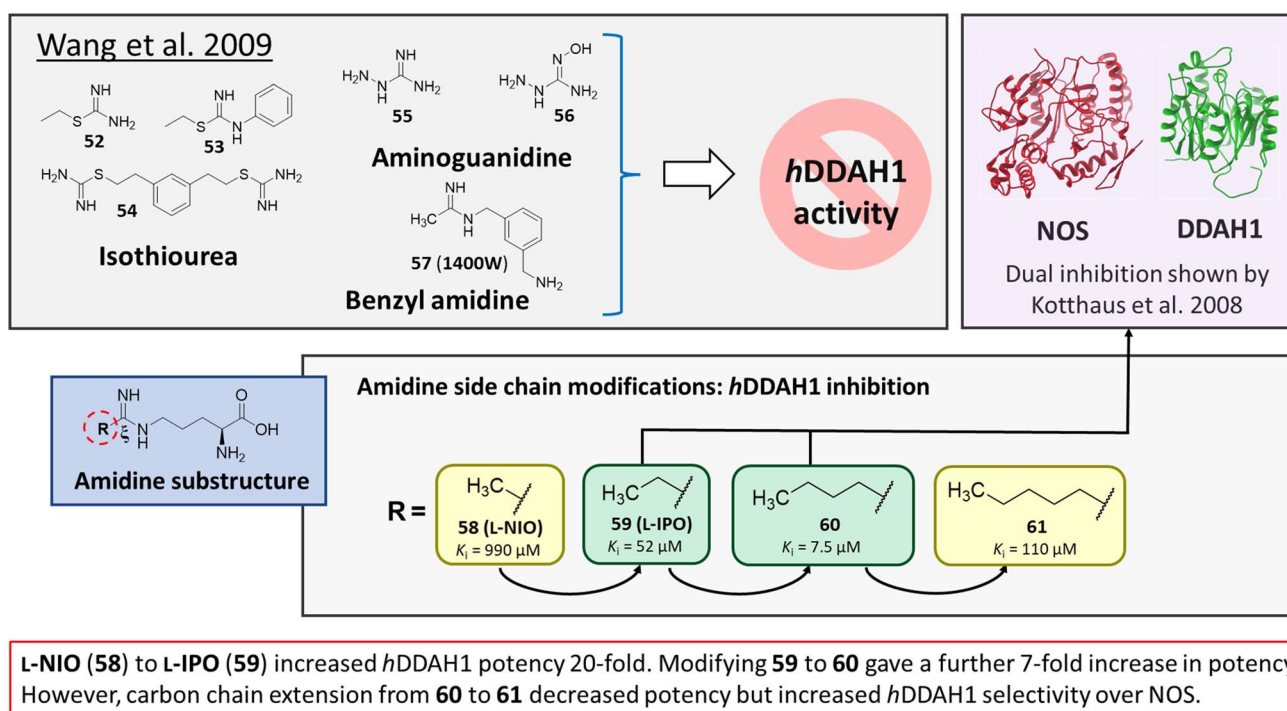 Wang et al. 2009
NH
S
NH2
52
NH
S
N
H
53
H2N
S
NH
S
NH2
NH
54
Isothiourea
NH
H2N
N
H
NH2
55
OH
N
H2N
N
H
NH2
56
Aminoguanidine
NH
H3C
N
H
NH2
57 (1400W)
Benzyl amidine
hDDAH1
activity
NOS
DDAH1
Dual inhibition shown by
Kotthaus et al. 2008
NH
R
ξ
N
H
O
OH
NH2
Amidine substructure
Amidine side chain modifications: hDDAH1 inhibition
R =
H3C
58 (L-NIO)
Ki = 990 µM
H3C
59 (L-IPO)
Ki = 52 µM
H3C
60
Ki = 7.5 µM
H3C
61
Ki = 110 µM
L-NIO (58) to L-IPO (59) increased hDDAH1 potency 20-fold. Modifying 59 to 60 gave a further 7-fold increase in potency
However, carbon chain extension from 60 to 61 decreased potency but increased hDDAH1 selectivity over NOS.